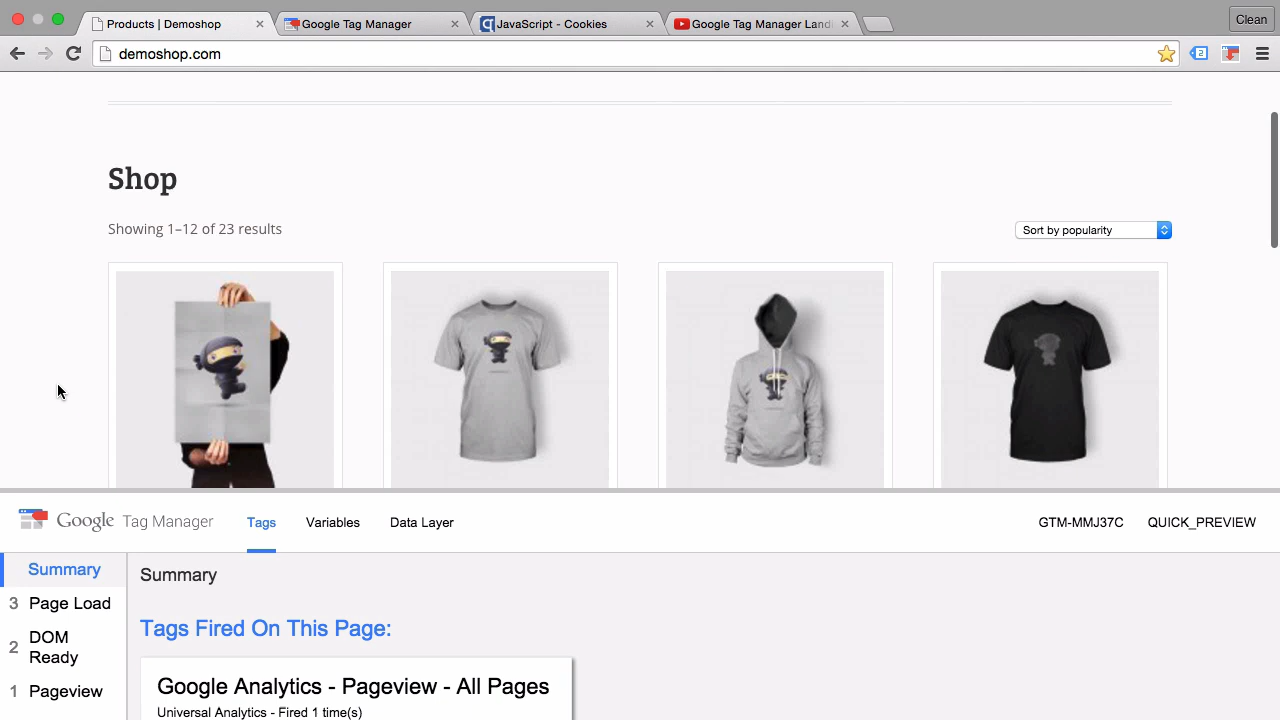 Products | Demoshop
Google Tag Manager
JavaScript - Cookies
Google Tag Manager Landi
Clean
demoshop.com
2
Shop
Showing 1–12 of 23 results
Sort by popularity
Google Tag Manager
Tags
Variables
Data Layer
GTM-MMJ37C
QUICK_PREVIEW
Summary
3 Page Load
2 DOM
Ready
1 Pageview
Summary
Tags Fired On This Page:
Google Analytics - Pageview - All Pages
Universal Analytics - Fired 1 time(s)